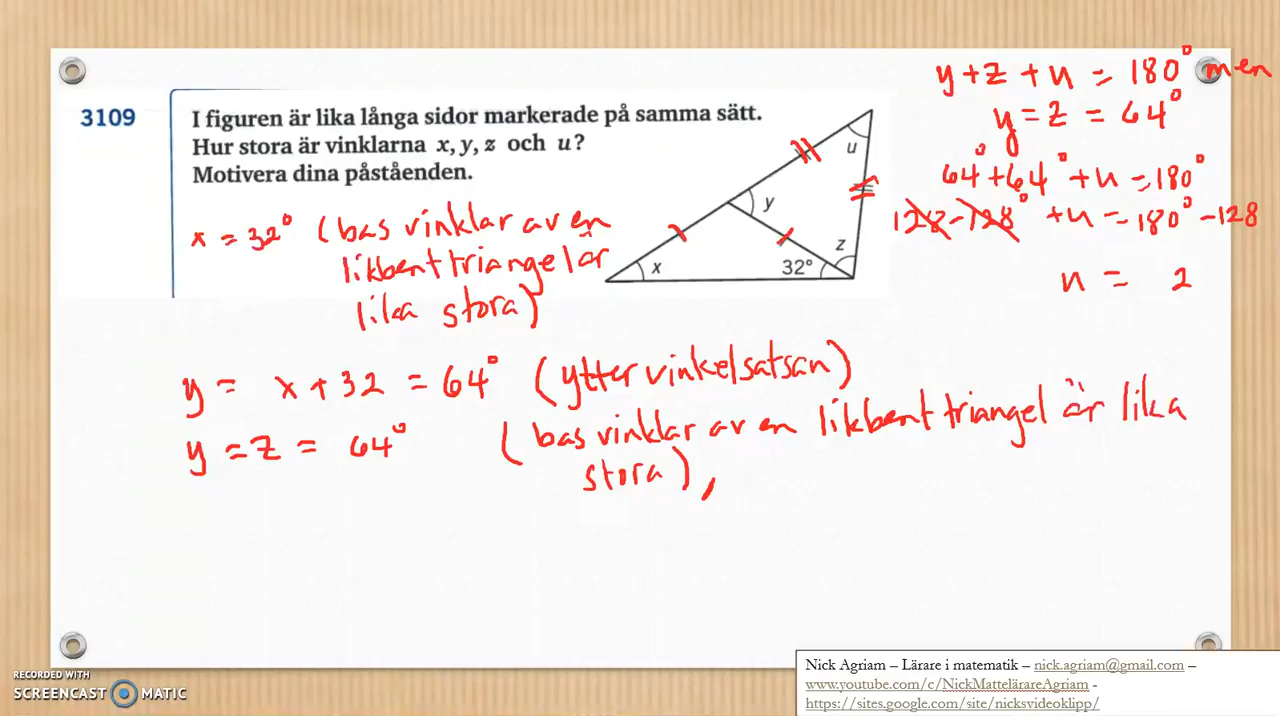 3109
I figuren är lika långa sidor markerade på samma sätt.
Hur stora är vinklarna x, y, z och u?
Motivera dina påståenden.
x = 32° (bas vinklar av en
likbent triangel är
lika stora)
u
y
z
x
32°
y + z + u = 180° men
y = z = 64°
64° + 64° + u = 180°
128 - 128° + u = 180° - 128
u = 2
y = x + 32 = 64° (yttervinkelsatsan)
y = z = 64° (bas vinklar av en likbent triangel är lika
stora),
RECORDED WITH
SCREENCAST MATIC
Nick Agriam – Lärare i matematik – nick.agriam@gmail.com –
www.youtube.com/c/NickMattelärareAgriam -
https://sites.google.com/site/nicksvideoklipp/